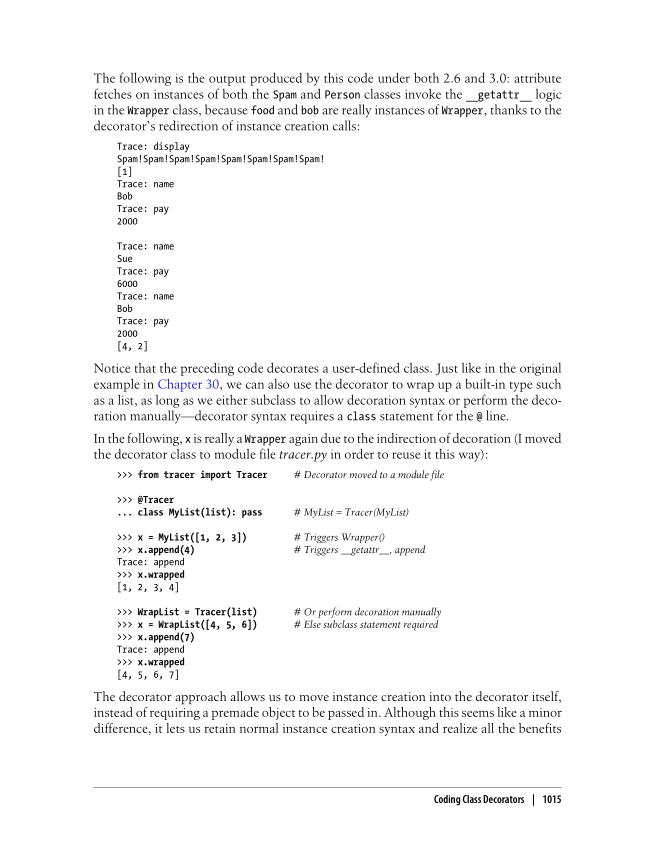 The following is the output produced by this code under both 2.6 and 3.0: attribute
fetches on instances of both the Spam and Person classes invoke the __getattr__ logic
in the Wrapper class, because food and bob are really instances of Wrapper, thanks to the
decorator's redirection of instance creation calls:
Trace: display
Spam!Spam!Spam!Spam!Spam!Spam!Spam!Spam!
[1]
Trace: name
Bob
Trace: pay
2000
Trace: name
Sue
Trace: pay
6000
Trace: name
Bob
Trace: pay
2000
[4, 2]
Notice that the preceding code decorates a user-defined class. Just like in the original
example in Chapter 30, we can also use the decorator to wrap up a built-in type such
as a list, as long as we either subclass to allow decoration syntax or perform the deco-
ration manually—decorator syntax requires a class statement for the @ line.
In the following, x is really a Wrapper again due to the indirection of decoration (I moved
the decorator class to module file tracer.py in order to reuse it this way):
>>> from tracer import Tracer # Decorator moved to a module file
>>> @Tracer
... class MyList(list): pass # MyList = Tracer(MyList)
>>> x = MyList([1, 2, 3]) # Triggers Wrapper()
>>> x.append(4) # Triggers __getattr__, append
Trace: append
>>> x.wrapped
[1, 2, 3, 4]
>>> WrapList = Tracer(list) # Or perform decoration manually
>>> x = WrapList([4, 5, 6]) # Else subclass statement required
>>> x.append(7)
Trace: append
>>> x.wrapped
[4, 5, 6, 7]
The decorator approach allows us to move instance creation into the decorator itself,
instead of requiring a premade object to be passed in. Although this seems like a minor
difference, it lets us retain normal instance creation syntax and realize all the benefits
Coding Class Decorators | 1015